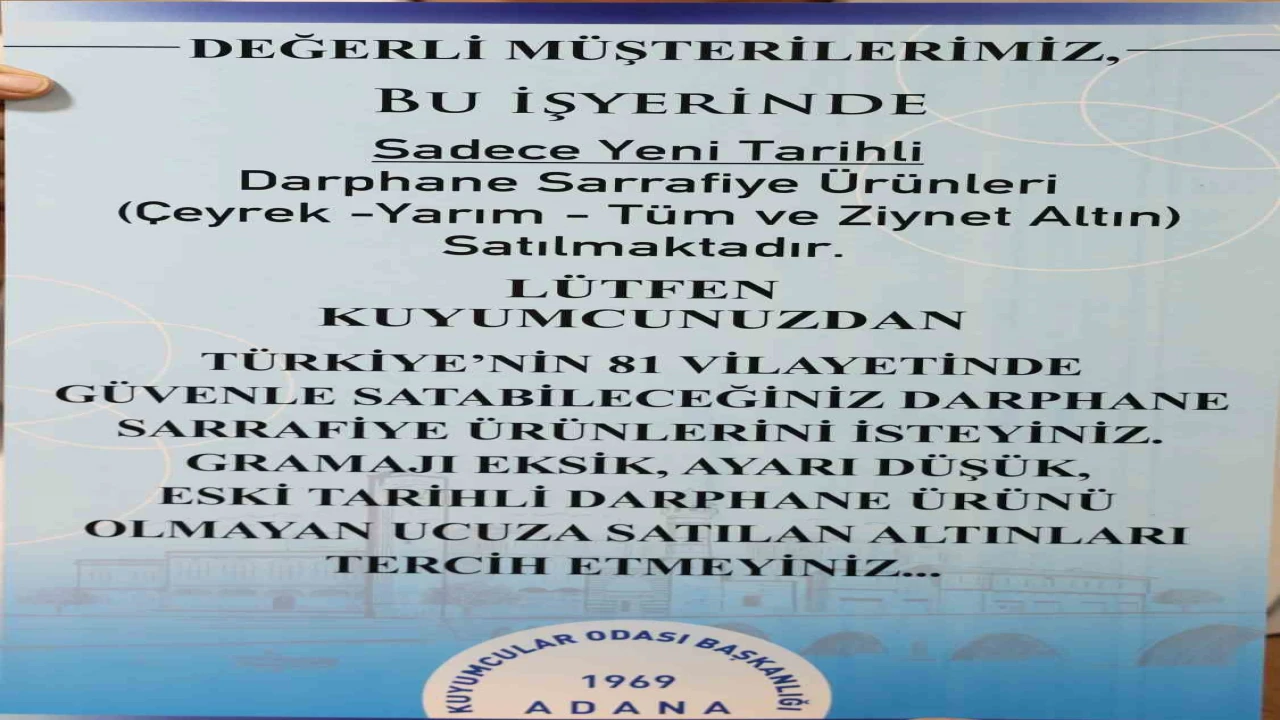 DEĞERLİ MÜŞTERİLERİMİZ,
BU İŞYERİNDE
Sadece Yeni Tarihli
Darphane Sarrafiye Ürünleri
(Çeyrek -Yarım - Tüm ve Ziynet Altın)
Satılmaktadır.
LÜTFEN
KUYUMCUNUZDAN
TÜRKİYE'NİN 81 VİLAYETİNDE
GÜVENLE SATABİLECEĞİNİZ DARPHANE
SARRAFİYE ÜRÜNLERİNİ İSTEYİNİZ.
GRAMAJI EKSİK, AYARI DÜŞÜK,
ESKİ TARİHLİ DARPHANE ÜRÜNÜ
OLMAYAN UCUZA SATILAN ALTINLARI
TERCİH ETMEYİNİZ...
KUYUMCULAR ODASI BAŞKANLIĞI
1969
ADANA